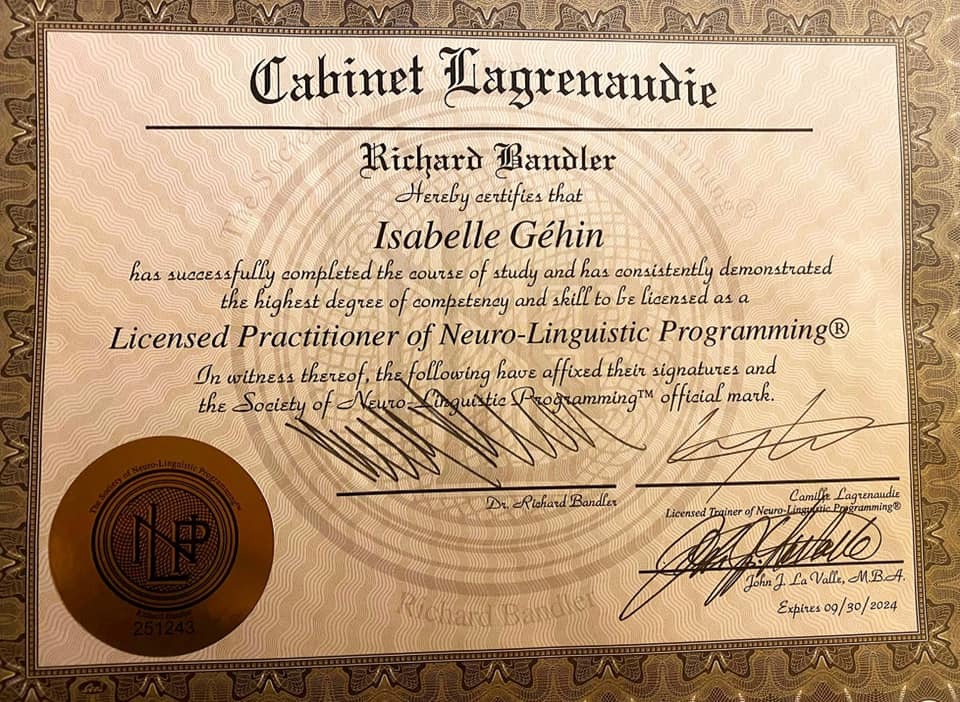 Cabinet Lagrenaudie
Richard Bandler
Hereby certifies that
Isabelle Géhin
has successfully completed the course of study and has consistently demonstrated
the highest degree of competency and skill to be licensed as a
Licensed Practitioner of Neuro-Linguistic Programming®
In witness thereof, the following have affixed their signatures and
the Society of Neuro-Linguistic Programming™ official mark.
Dr. Richard Bandler
Camille Lagrenaudie
Licensed Trainer of Neuro-Linguistic Programming®
John J. La Valle, M.B.A.
Expires 09/30/2024
The Society of Neuro-Linguistic Programming™
NLP
251243
Richard Bandler